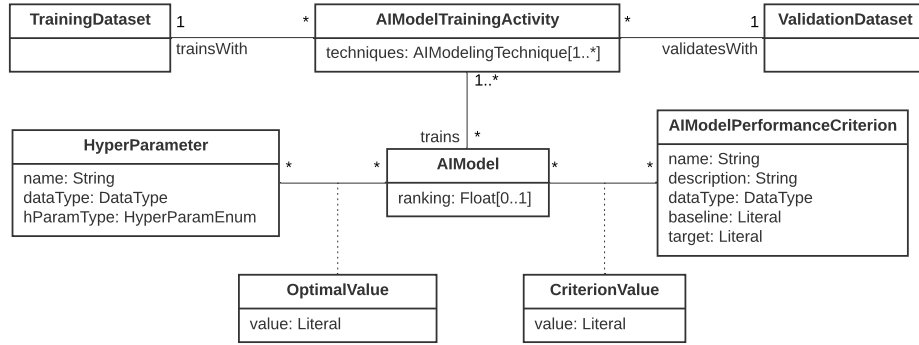 TrainingDataset
1
*
trainsWith
AIModelTrainingActivity
techniques: AIModelingTechnique[1..*]
*
1
validatesWith
ValidationDataset
1..*
trains
*
HyperParameter
name: String
dataType: DataType
hParamType: HyperParamEnum
*
*
AIModel
ranking: Float[0..1]
*
*
AIModelPerformanceCriterion
name: String
description: String
dataType: DataType
baseline: Literal
target: Literal
OptimalValue
value: Literal
CriterionValue
value: Literal